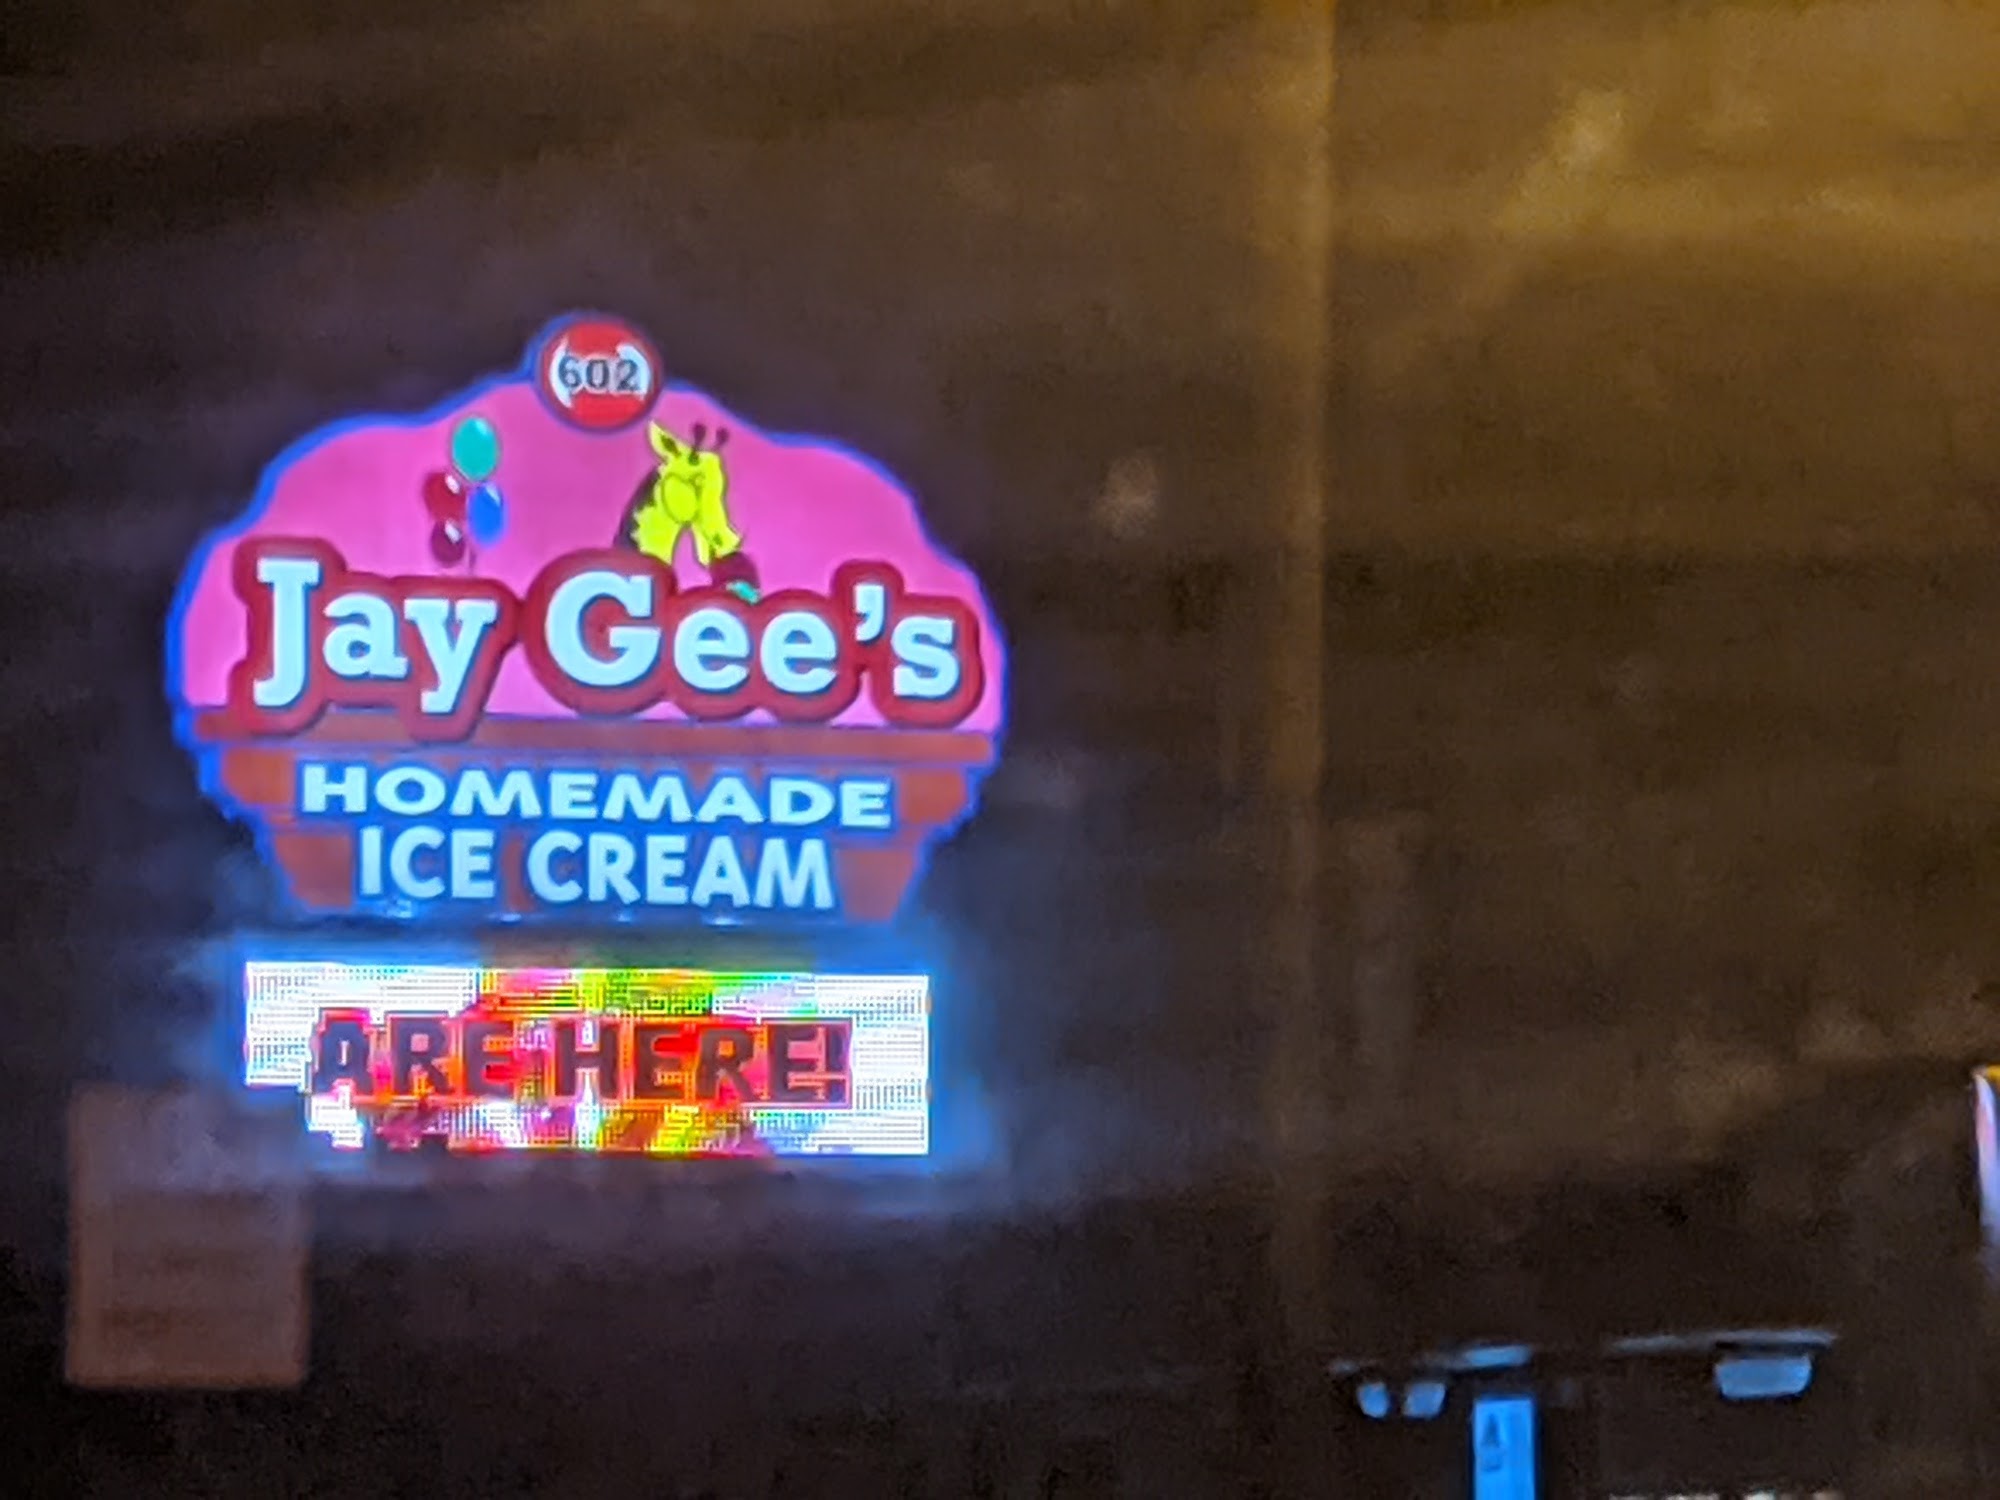 602
Jay Gee's
HOMEMADE
ICE CREAM
ARE HERE!